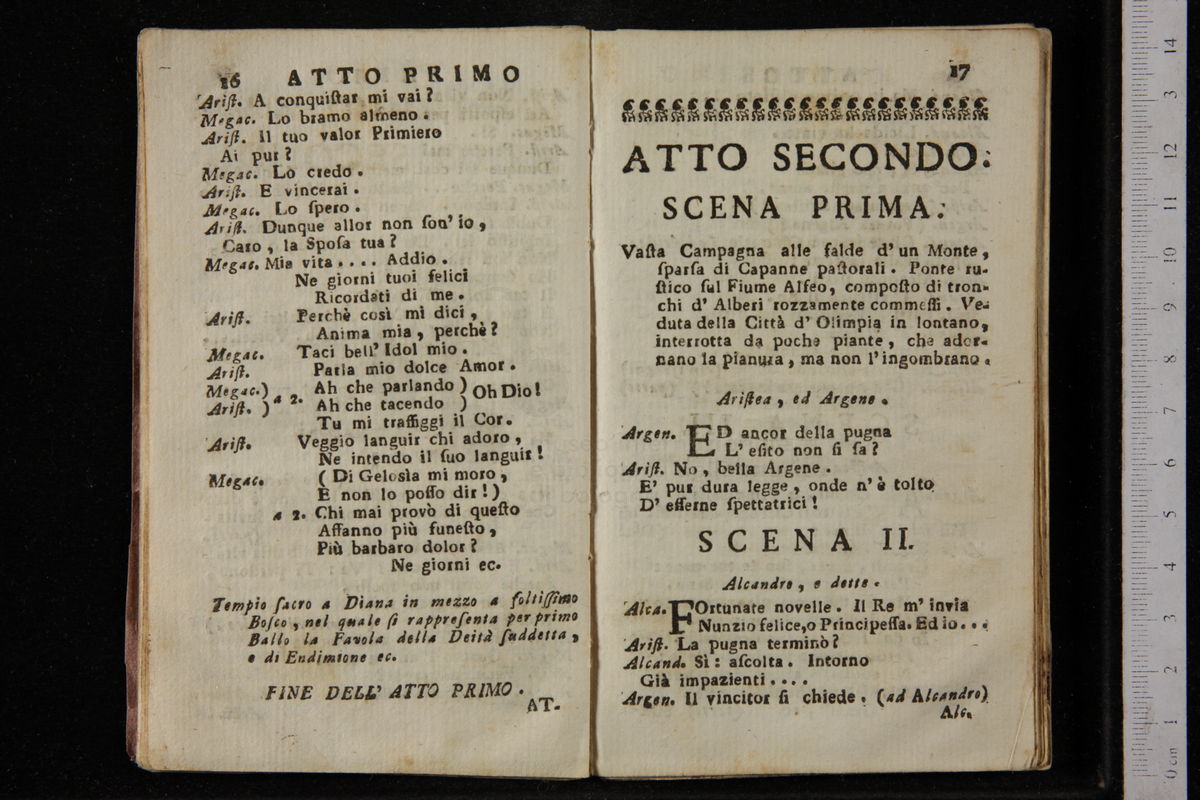 16 ATTO PRIMO
Ariſt. A conquiſtar mi vai?
Megac. Lo bramo almeno.
Ariſt. Il tuo valor Primiero
Ai pur?
Megac. Lo credo.
Ariſt. E vincerai.
Megac. Lo ſpero.
Ariſt. Dunque allor non ſon' io,
Caro, la Spoſa tua?
Megac. Mia vita.... Addio.
Ne giorni tuoi felici
Ricordati di me.
Ariſt. Perchè così mi dici,
Anima mia, perchè?
Megac. Taci bell' Idol mio.
Ariſt. Parla mio dolce Amor.
Megac.) a 2. Ah che parlando ) Oh Dio!
Ariſt. ) Ah che tacendo )
Tu mi traffiggi il Cor.
Ariſt. Veggio languir chi adoro,
Ne intendo il ſuo languir!
Megac. (Di Gelosìa mi moro,
E non lo poſſo dir!)
a 2. Chi mai provò di queſto
Affanno più funeſto,
Più barbaro dolor?
Ne giorni ec.
Tempio ſacro a Diana in mezzo a foltiſſimo
Boſco, nel quale ſi rappreſenta per primo
Ballo la Favola della Deità ſuddetta,
e di Endimione ec.
FINE DELL' ATTO PRIMO.
AT-
17
ATTO SECONDO.
SCENA PRIMA.
Vaſta Campagna alle falde d' un Monte,
ſparſa di Capanne paſtorali. Ponte ru-
ſtico ſul Fiume Alfeo, compoſto di tron-
chi d' Alberi rozzamente commeſſi. Ve-
duta della Città d' Olimpia in lontano,
interrotta da poche piante, che ador-
nano la pianura, ma non l' ingombrano.
Ariſtea, ed Argene.
Argen. ED ancor della pugna
L' eſito non ſi ſa?
Ariſt. No, bella Argene.
E' pur dura legge, onde n' è tolto
D' eſſerne ſpettatrici!
SCENA II.
Alcandro, e dette.
Alca. FOrtunate novelle. Il Re m' invia
Nunzio felice,o Principeſſa. Ed io...
Ariſt. La pugna terminò?
Alcand. Sì: aſcolta. Intorno
Già impazienti....
Argen. Il vincitor ſi chiede. (ad Alcandro)
Alc.